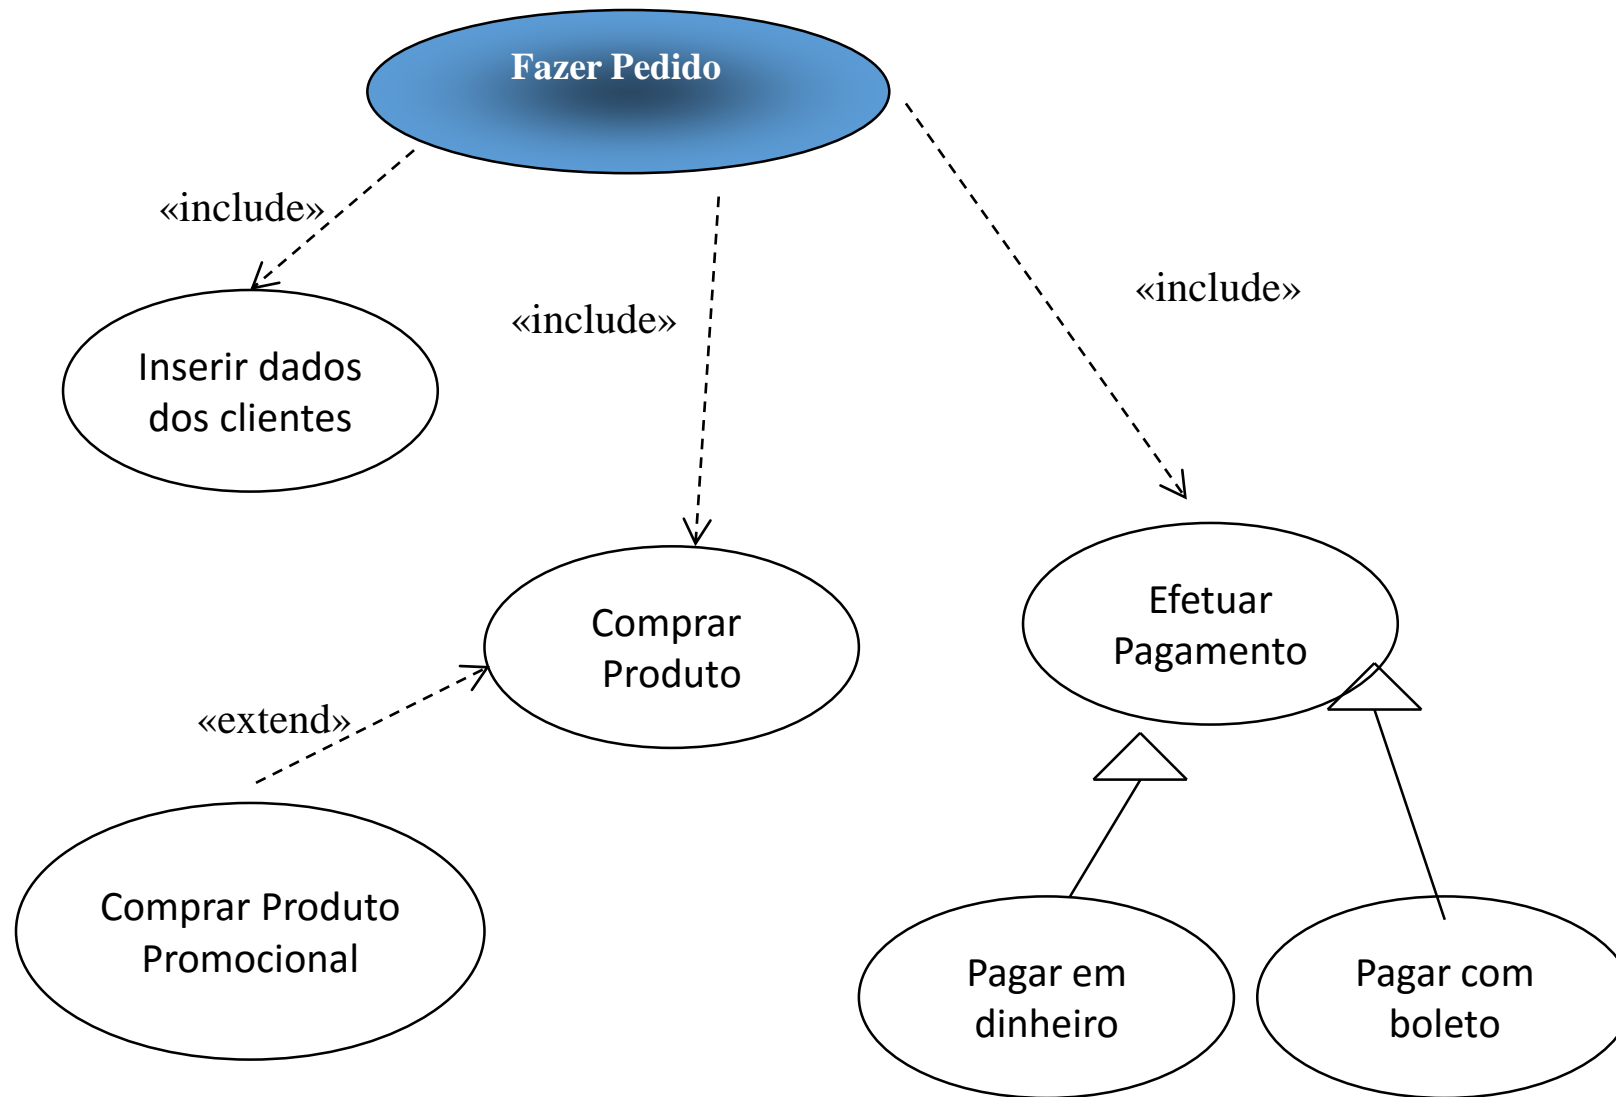 Fazer Pedido
«include»
«include»
«include»
Inserir dados
dos clientes
Comprar
Produto
Efetuar
Pagamento
«extend»
Comprar Produto
Promocional
Pagar em
dinheiro
Pagar com
boleto